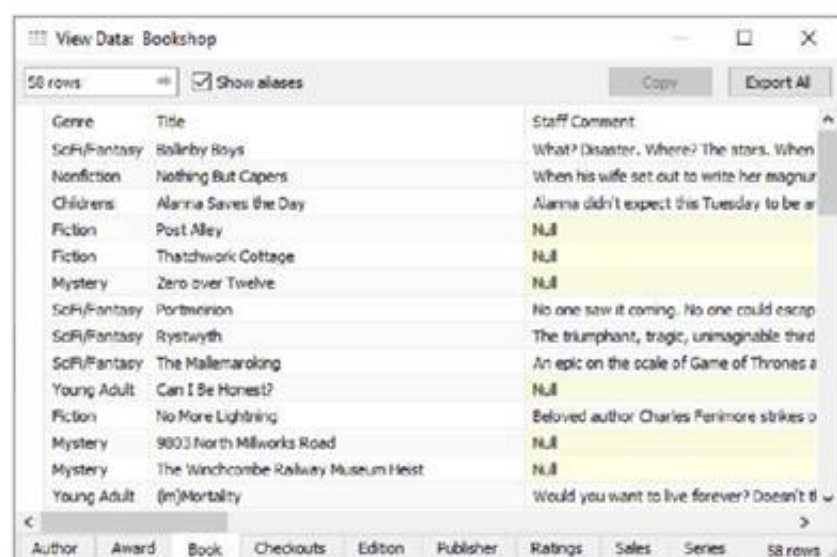 View Data: Bookshop
58 rows Show aliases Copy Export All
Genre Title Staff Comment
SciFi/Fantasy Ballinby Boys What? Disaster. Where? The stars. When
Nonfiction Nothing But Capers When his wife set out to write her magnur
Childrens Alanna Saves the Day Alanna didn't expect this Tuesday to be ar
Fiction Post Alley Null
Fiction Thatchwork Cottage Null
Mystery Zero over Twelve Null
SciFi/Fantasy Portmeirion No one saw it coming. No one could escap
SciFi/Fantasy Rystwyth The triumphant, tragic, unimaginable third
SciFi/Fantasy The Mallemaroking An epic on the scale of Game of Thrones a
Young Adult Can I Be Honest? Null
Fiction No More Lightning Beloved author Charles Fenimore strikes o
Mystery 9803 North Millworks Road Null
Mystery The Winchcombe Railway Museum Heist Null
Young Adult (im)Mortality Would you want to live forever? Doesn't th
Author Award Book Checkouts Edition Publisher Ratings Sales Series 58 rows